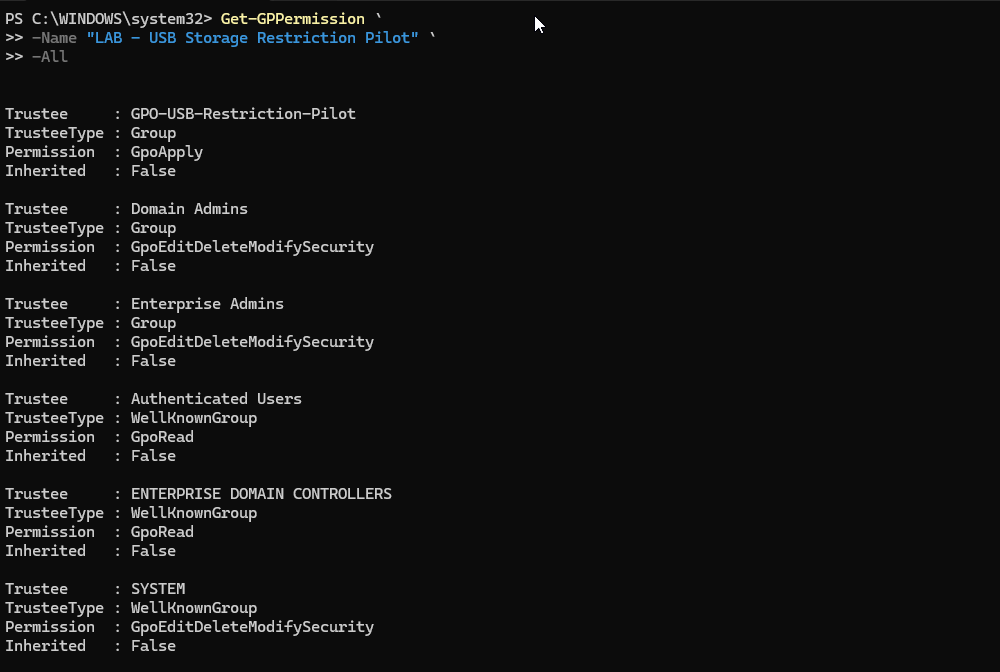 PS C:\WINDOWS\system32> Get-GPPermission `
>> -Name "LAB - USB Storage Restriction Pilot" `
>> -All
Trustee     : GPO-USB-Restriction-Pilot
TrusteeType : Group
Permission  : GpoApply
Inherited   : False
Trustee     : Domain Admins
TrusteeType : Group
Permission  : GpoEditDeleteModifySecurity
Inherited   : False
Trustee     : Enterprise Admins
TrusteeType : Group
Permission  : GpoEditDeleteModifySecurity
Inherited   : False
Trustee     : Authenticated Users
TrusteeType : WellKnownGroup
Permission  : GpoRead
Inherited   : False
Trustee     : ENTERPRISE DOMAIN CONTROLLERS
TrusteeType : WellKnownGroup
Permission  : GpoRead
Inherited   : False
Trustee     : SYSTEM
TrusteeType : WellKnownGroup
Permission  : GpoEditDeleteModifySecurity
Inherited   : False